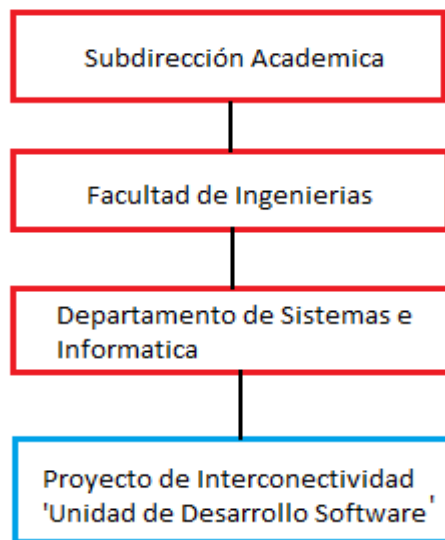 Subdirección Academica
Facultad de Ingenierias
Departamento de Sistemas e
Informatica
Proyecto de Interconectividad
'Unidad de Desarrollo Software'